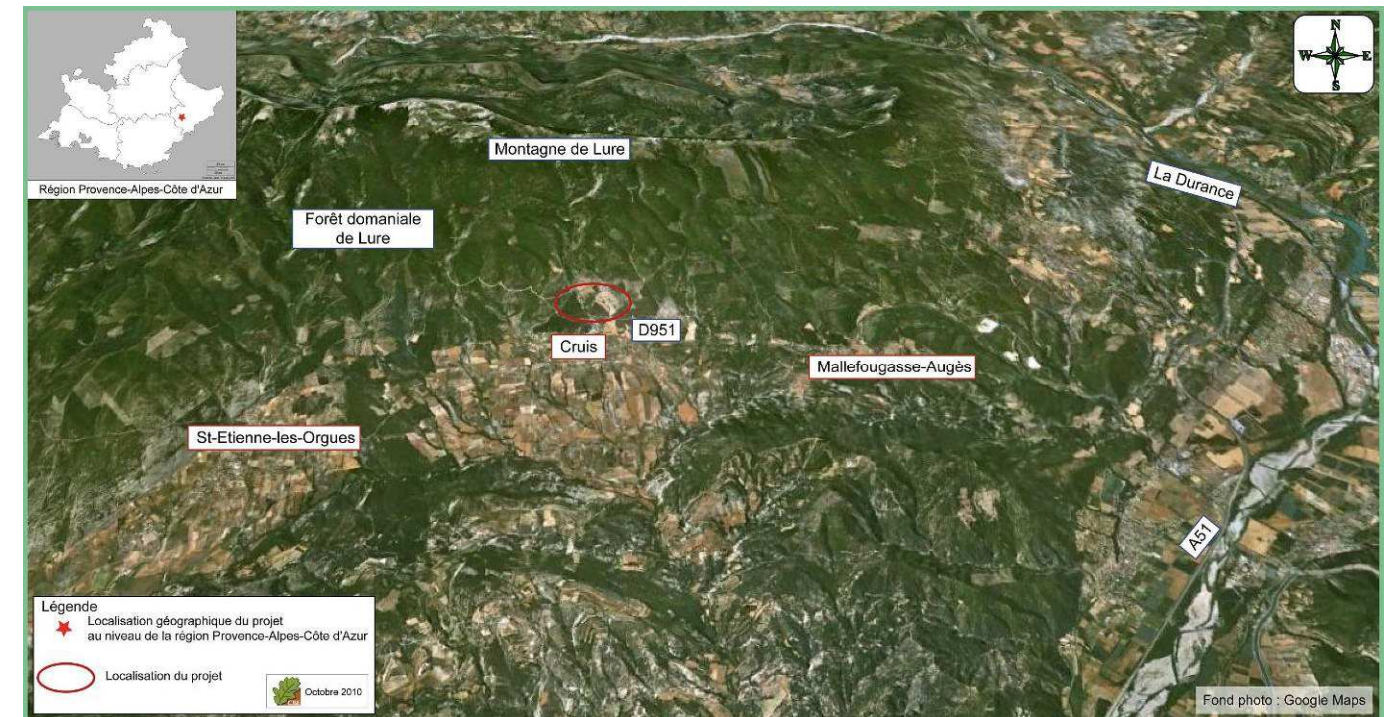 N
W
E
S
Région Provence-Alpes-Côte d'Azur
Montagne de Lure
La Durance
Forêt domaniale
de Lure
D951
Cruis
Mallefougasse-Augès
St-Etienne-les-Orgues
A51
Légende
Localisation géographique du projet
au niveau de la région Provence-Alpes-Côte d'Azur
Localisation du projet
Octobre 2010
Fond photo : Google Maps